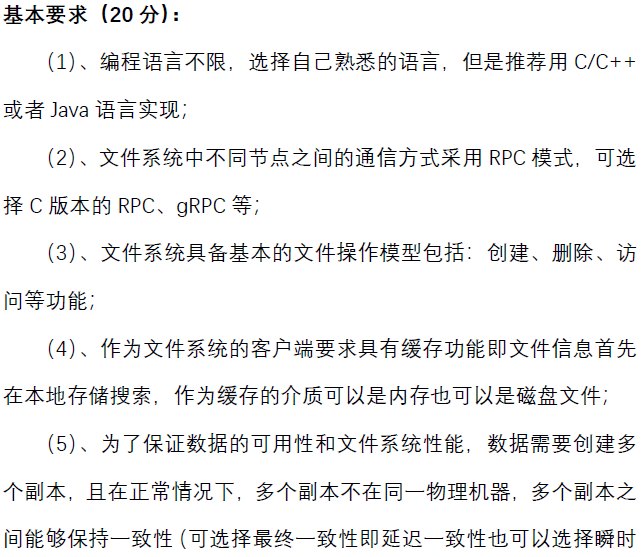 基本要求（20 分）：
（1）、编程语言不限，选择自己熟悉的语言，但是推荐用 C/C++
或者 Java 语言实现；
（2）、文件系统中不同节点之间的通信方式采用 RPC 模式，可选
择 C 版本的 RPC、gRPC 等；
（3）、文件系统具备基本的文件操作模型包括：创建、删除、访
问等功能；
（4）、作为文件系统的客户端要求具有缓存功能即文件信息首先
在本地存储搜索，作为缓存的介质可以是内存也可以是磁盘文件；
（5）、为了保证数据的可用性和文件系统性能，数据需要创建多
个副本，且在正常情况下，多个副本不在同一物理机器，多个副本之
间能够保持一致性（可选择最终一致性即延迟一致性也可以选择瞬时